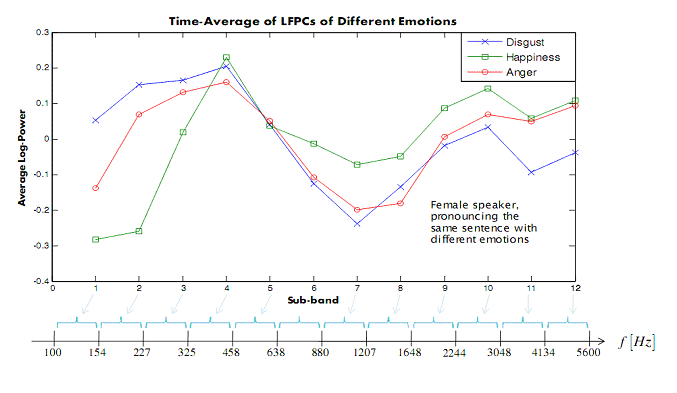 Time-Average of LFPCs of Different Emotions
0.3
0.2
0.1
0
-0.1
-0.2
-0.3
-0.4
Average Log-Power
Disgust
Happiness
Anger
Female speaker,
pronouncing the
same sentence with
different emotions
0 1 2 3 4 5 6 7 8 9 10 11 12
Sub-band
100 154 227 325 458 638 880 1207 1648 2244 3048 4134 5600
f [Hz]